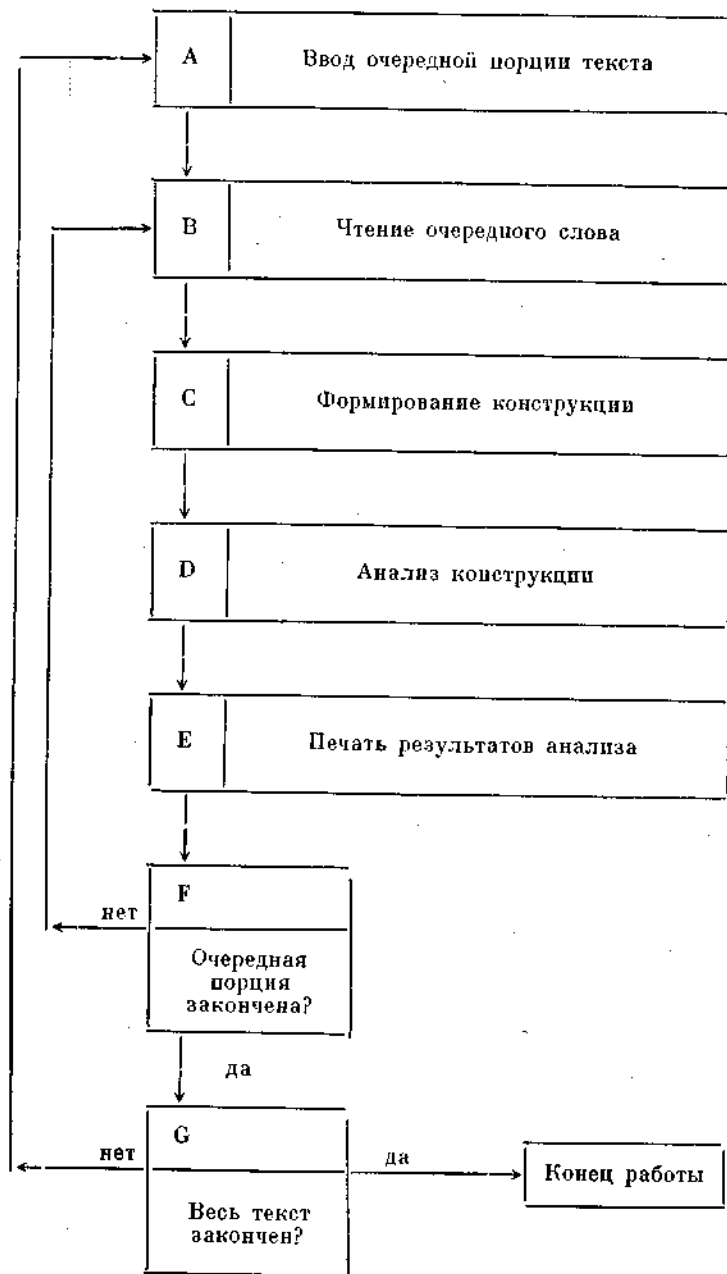 A
Ввод очередной порции текста
B
Чтение очередного слова
C
Формирование конструкции
D
Анализ конструкции
E
Печать результатов анализа
F
нет
Очередная
порция
закончена?
да
G
нет
да
Конец работы
Весь текст
закончен?